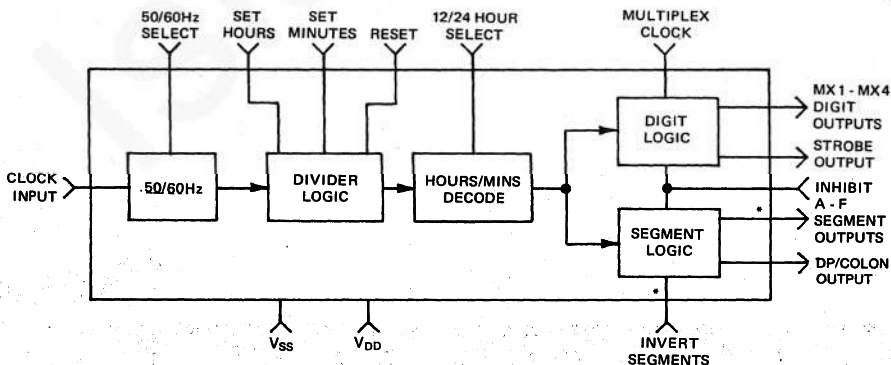 50/60Hz
SELECT
SET
HOURS
SET
MINUTES
RESET
12/24 HOUR
SELECT
MULTIPLEX
CLOCK
MX1 - MX4
DIGIT
OUTPUTS
DIGIT
LOGIC
STROBE
OUTPUT
CLOCK
INPUT
50/60Hz
DIVIDER
LOGIC
HOURS/MINS
DECODE
INHIBIT
A - F
SEGMENT
OUTPUTS
*
SEGMENT
LOGIC
DP/COLON
OUTPUT
*
VSS
VDD
INVERT
SEGMENTS